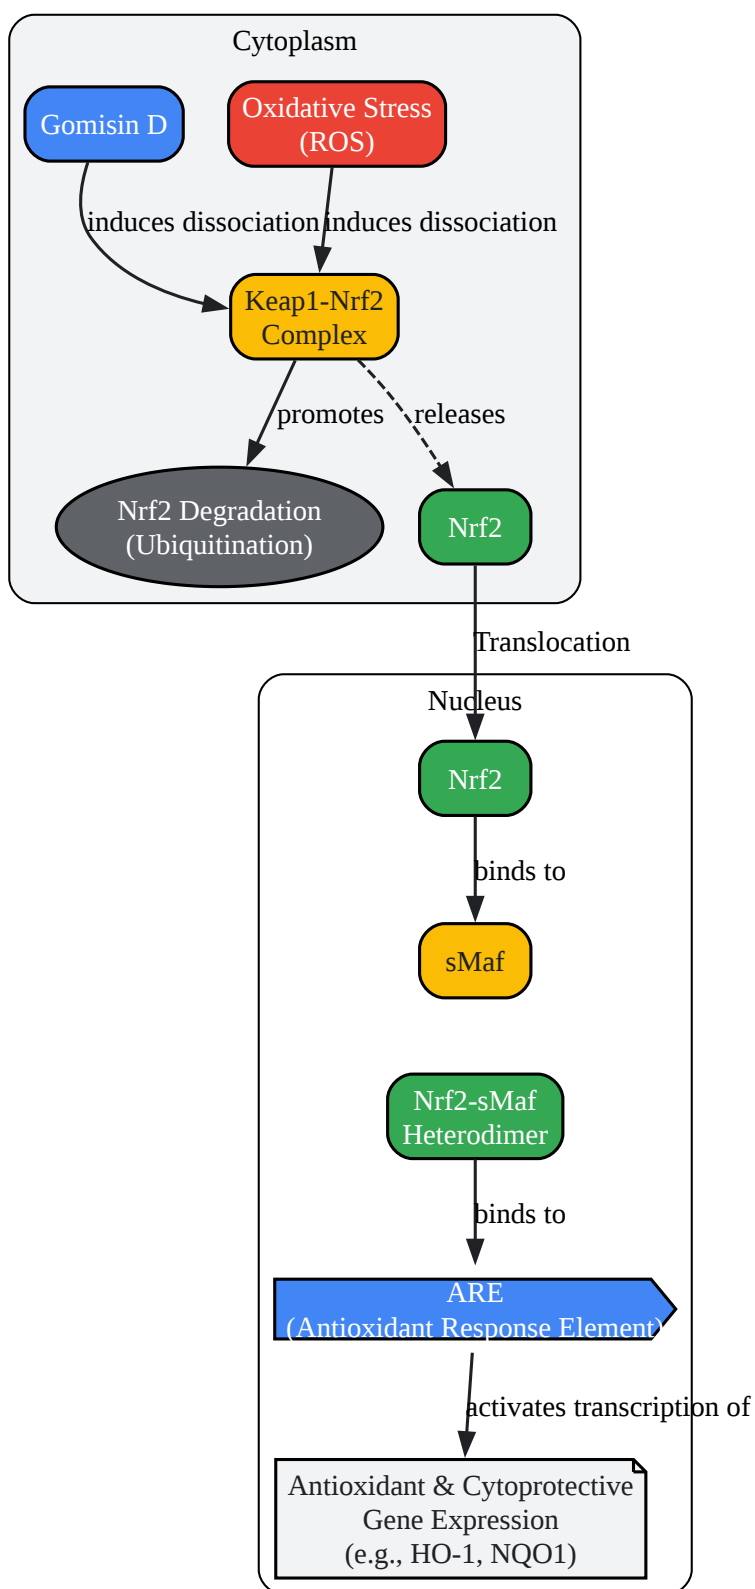 Cytoplasm
Gomisin D
Oxidative Stress
(ROS)
induces dissociation
induces dissociation
Keap1-Nrf2
Complex
promotes
releases
Nrf2 Degradation
(Ubiquitination)
Nrf2
Translocation
Nucleus
Nrf2
binds to
sMaf
Nrf2-sMaf
Heterodimer
binds to
ARE
(Antioxidant Response Element)
activates transcription of
Antioxidant & Cytoprotective
Gene Expression
(e.g., HO-1, NQO1)